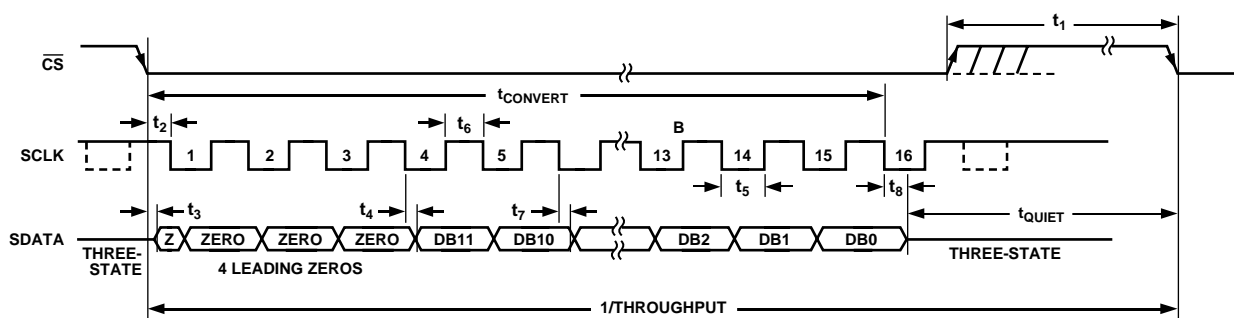 t1
CS
tCONVERT
t2
t6
B
SCLK
1
2
3
4
5
13
14
15
16
t5
t8
t3
t4
t7
tQUIET
SDATA
Z
ZERO
ZERO
ZERO
DB11
DB10
DB2
DB1
DB0
THREE-
STATE
4 LEADING ZEROS
THREE-STATE
1/THROUGHPUT